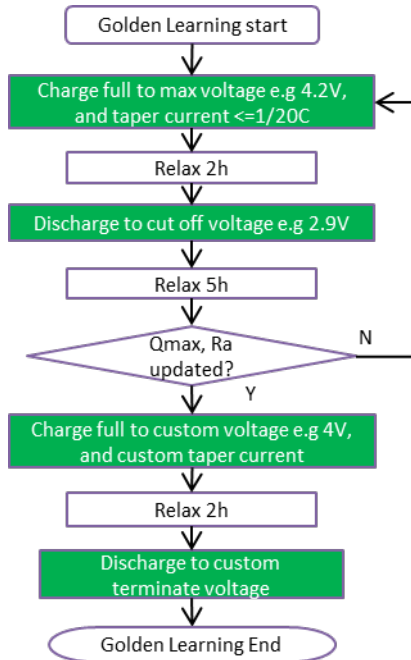 Golden Learning start
Charge full to max voltage e.g 4.2V,
and taper current <=1/20C
Relax 2h
Discharge to cut off voltage e.g 2.9V
Relax 5h
N
Qmax, Ra
updated?
Y
Charge full to custom voltage e.g 4V,
and custom taper current
Relax 2h
Discharge to custom
terminate voltage
Golden Learning End